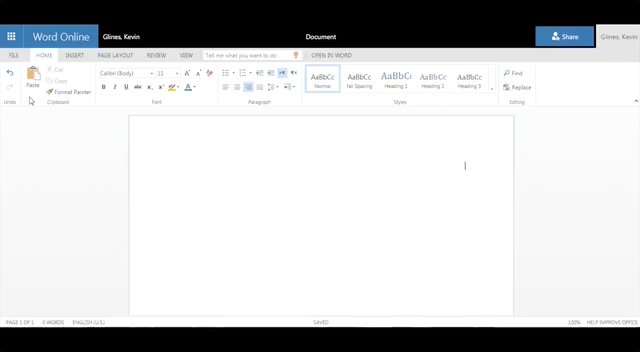 Word Online Glines, Kevin Document Share Glines, Kevin
FILE HOME INSERT PAGE LAYOUT REVIEW VIEW Tell me what you want to do OPEN IN WORD
Calibri (Body) 11 AaBbCc AaBbCc AaBbC AaBbCc AaBbCc
Cut
Find
Copy
Paste
B I U abc x₂ x² A
Normal No Spacing Heading 1 Heading 2 Heading 3
Replace
Format Painter
Undo Clipboard Font Paragraph Styles Editing
PAGE 1 OF 1 0 WORDS ENGLISH (U.S.) SAVED 100% HELP IMPROVE OFFICE